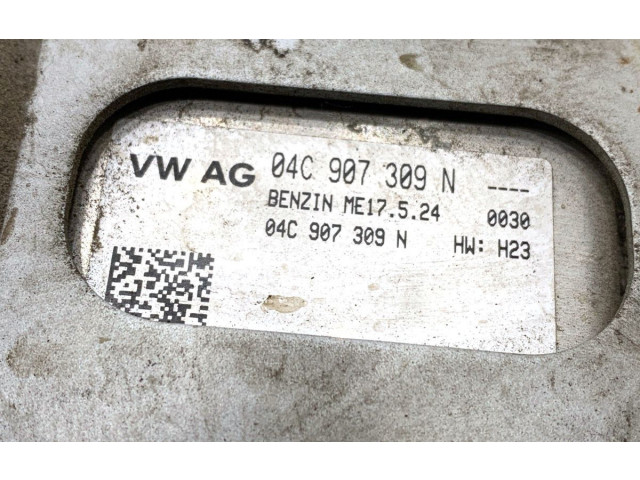 VW AG 04C 907 309 N ----
BENZIN ME17.5.24 0030
04C 907 309 N HW: H23